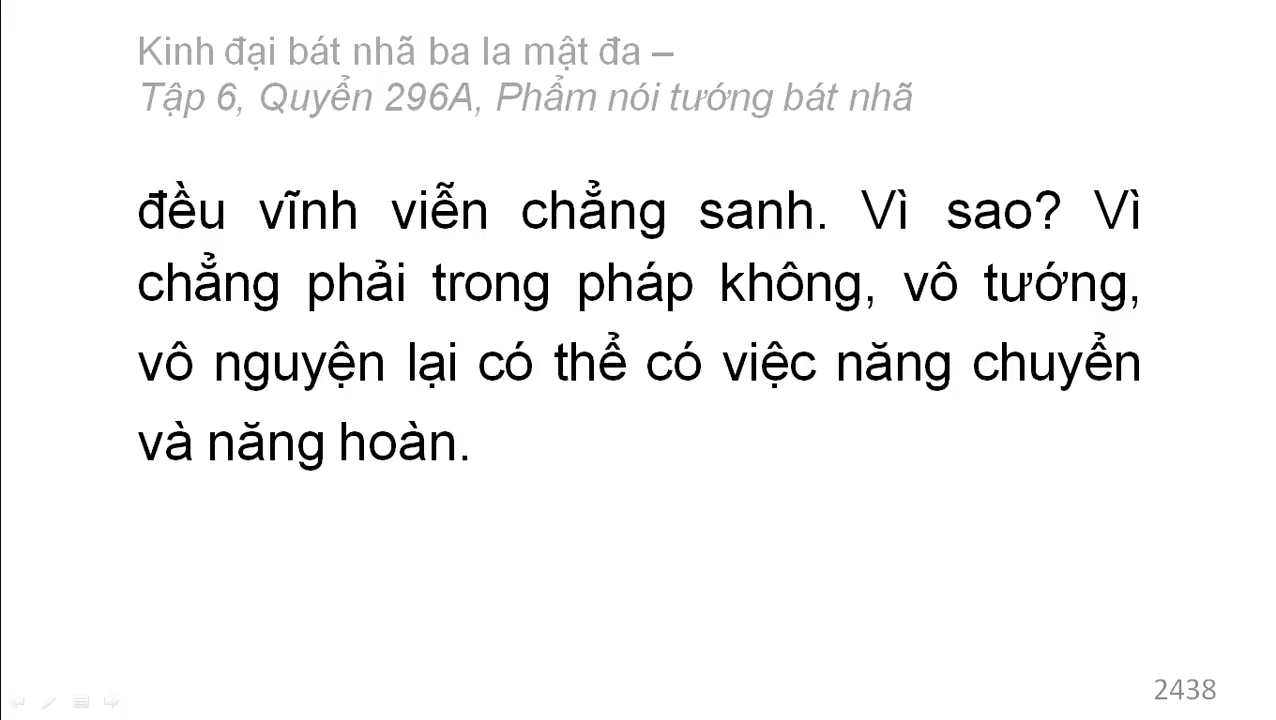 Kinh đại bát nhã ba la mật đa –
Tập 6, Quyển 296A, Phẩm nói tướng bát nhã
đều vĩnh viễn chẳng sanh. Vì sao? Vì
chẳng phải trong pháp không, vô tướng,
vô nguyện lại có thể có việc năng chuyển
và năng hoàn.
2438